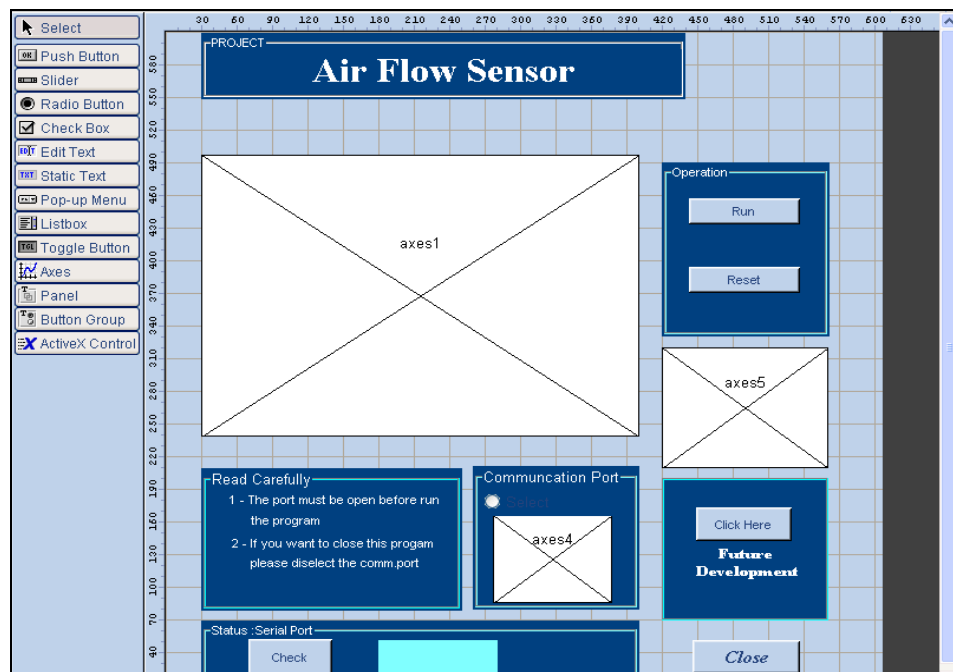 Select
Push Button
Slider
Radio Button
Check Box
Edit Text
Static Text
Pop-up Menu
Listbox
Toggle Button
Axes
Panel
Button Group
ActiveX Control
30 60 90 120 150 180 210 240 270 300 330 360 390 420 450 480 510 540 570 600 630
580
550
520
490
460
430
400
370
340
310
280
250
220
190
160
130
100
70
40
PROJECT
Air Flow Sensor
axes1
Operation
Run
Reset
axes5
Read Carefully
1 - The port must be open before run
the program
2 - If you want to close this progam
please diselect the comm.port
Communcation Port
Select
axes4
Click Here
Future
Development
Status :Serial Port
Check
Close